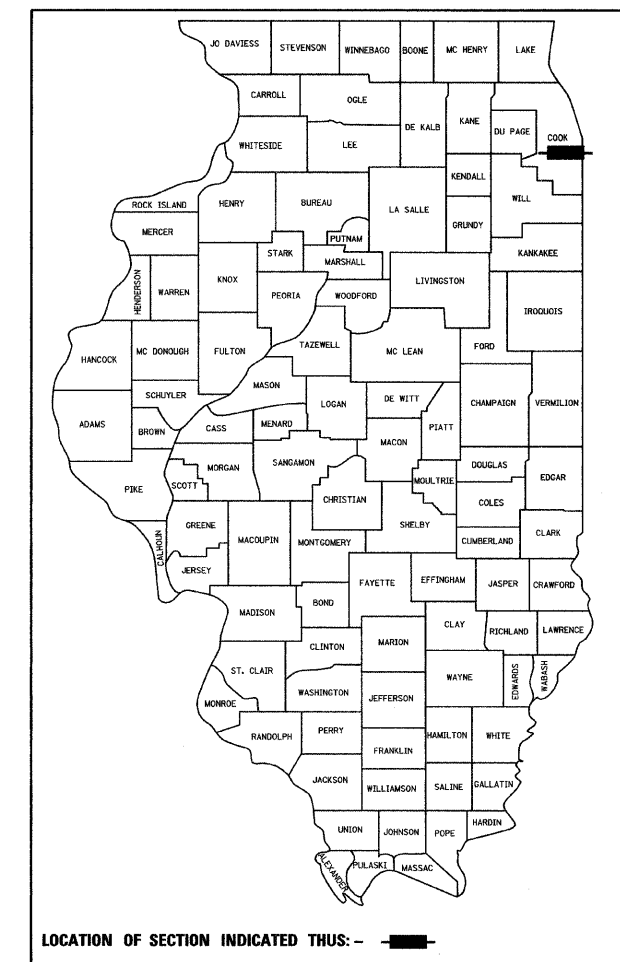 JO DAVIESS
STEVENSON
WINNEBAGO
BOONE
MC HENRY
LAKE
CARROLL
OGLE
DE KALB
KANE
DU PAGE
COOK
WHITESIDE
LEE
KENDALL
WILL
ROCK ISLAND
HENRY
BUREAU
LA SALLE
GRUNDY
MERCER
PUTNAM
STARK
MARSHALL
KANKAKEE
HENDERSON
WARREN
KNOX
PEORIA
WOODFORD
LIVINGSTON
IROQUOIS
HANCOCK
MC DONOUGH
FULTON
TAZEWELL
MC LEAN
FORD
SCHUYLER
MASON
LOGAN
DE WITT
CHAMPAIGN
VERMILION
ADAMS
BROWN
CASS
MENARD
MACON
PIATT
PIKE
SCOTT
MORGAN
SANGAMON
CHRISTIAN
MOULTRIE
DOUGLAS
EDGAR
COLES
CALHOUN
GREENE
MACOUPIN
MONTGOMERY
SHELBY
CUMBERLAND
CLARK
JERSEY
FAYETTE
EFFINGHAM
JASPER
CRAWFORD
MADISON
BOND
CLAY
RICHLAND
LAWRENCE
CLINTON
MARION
ST. CLAIR
WAYNE
EDWARDS
WABASH
WASHINGTON
JEFFERSON
MONROE
RANDOLPH
PERRY
HAMILTON
WHITE
FRANKLIN
JACKSON
WILLIAMSON
SALINE
GALLATIN
UNION
JOHNSON
POPE
HARDIN
ALEXANDER
PULASKI
MASSAC
LOCATION OF SECTION INDICATED THUS: -